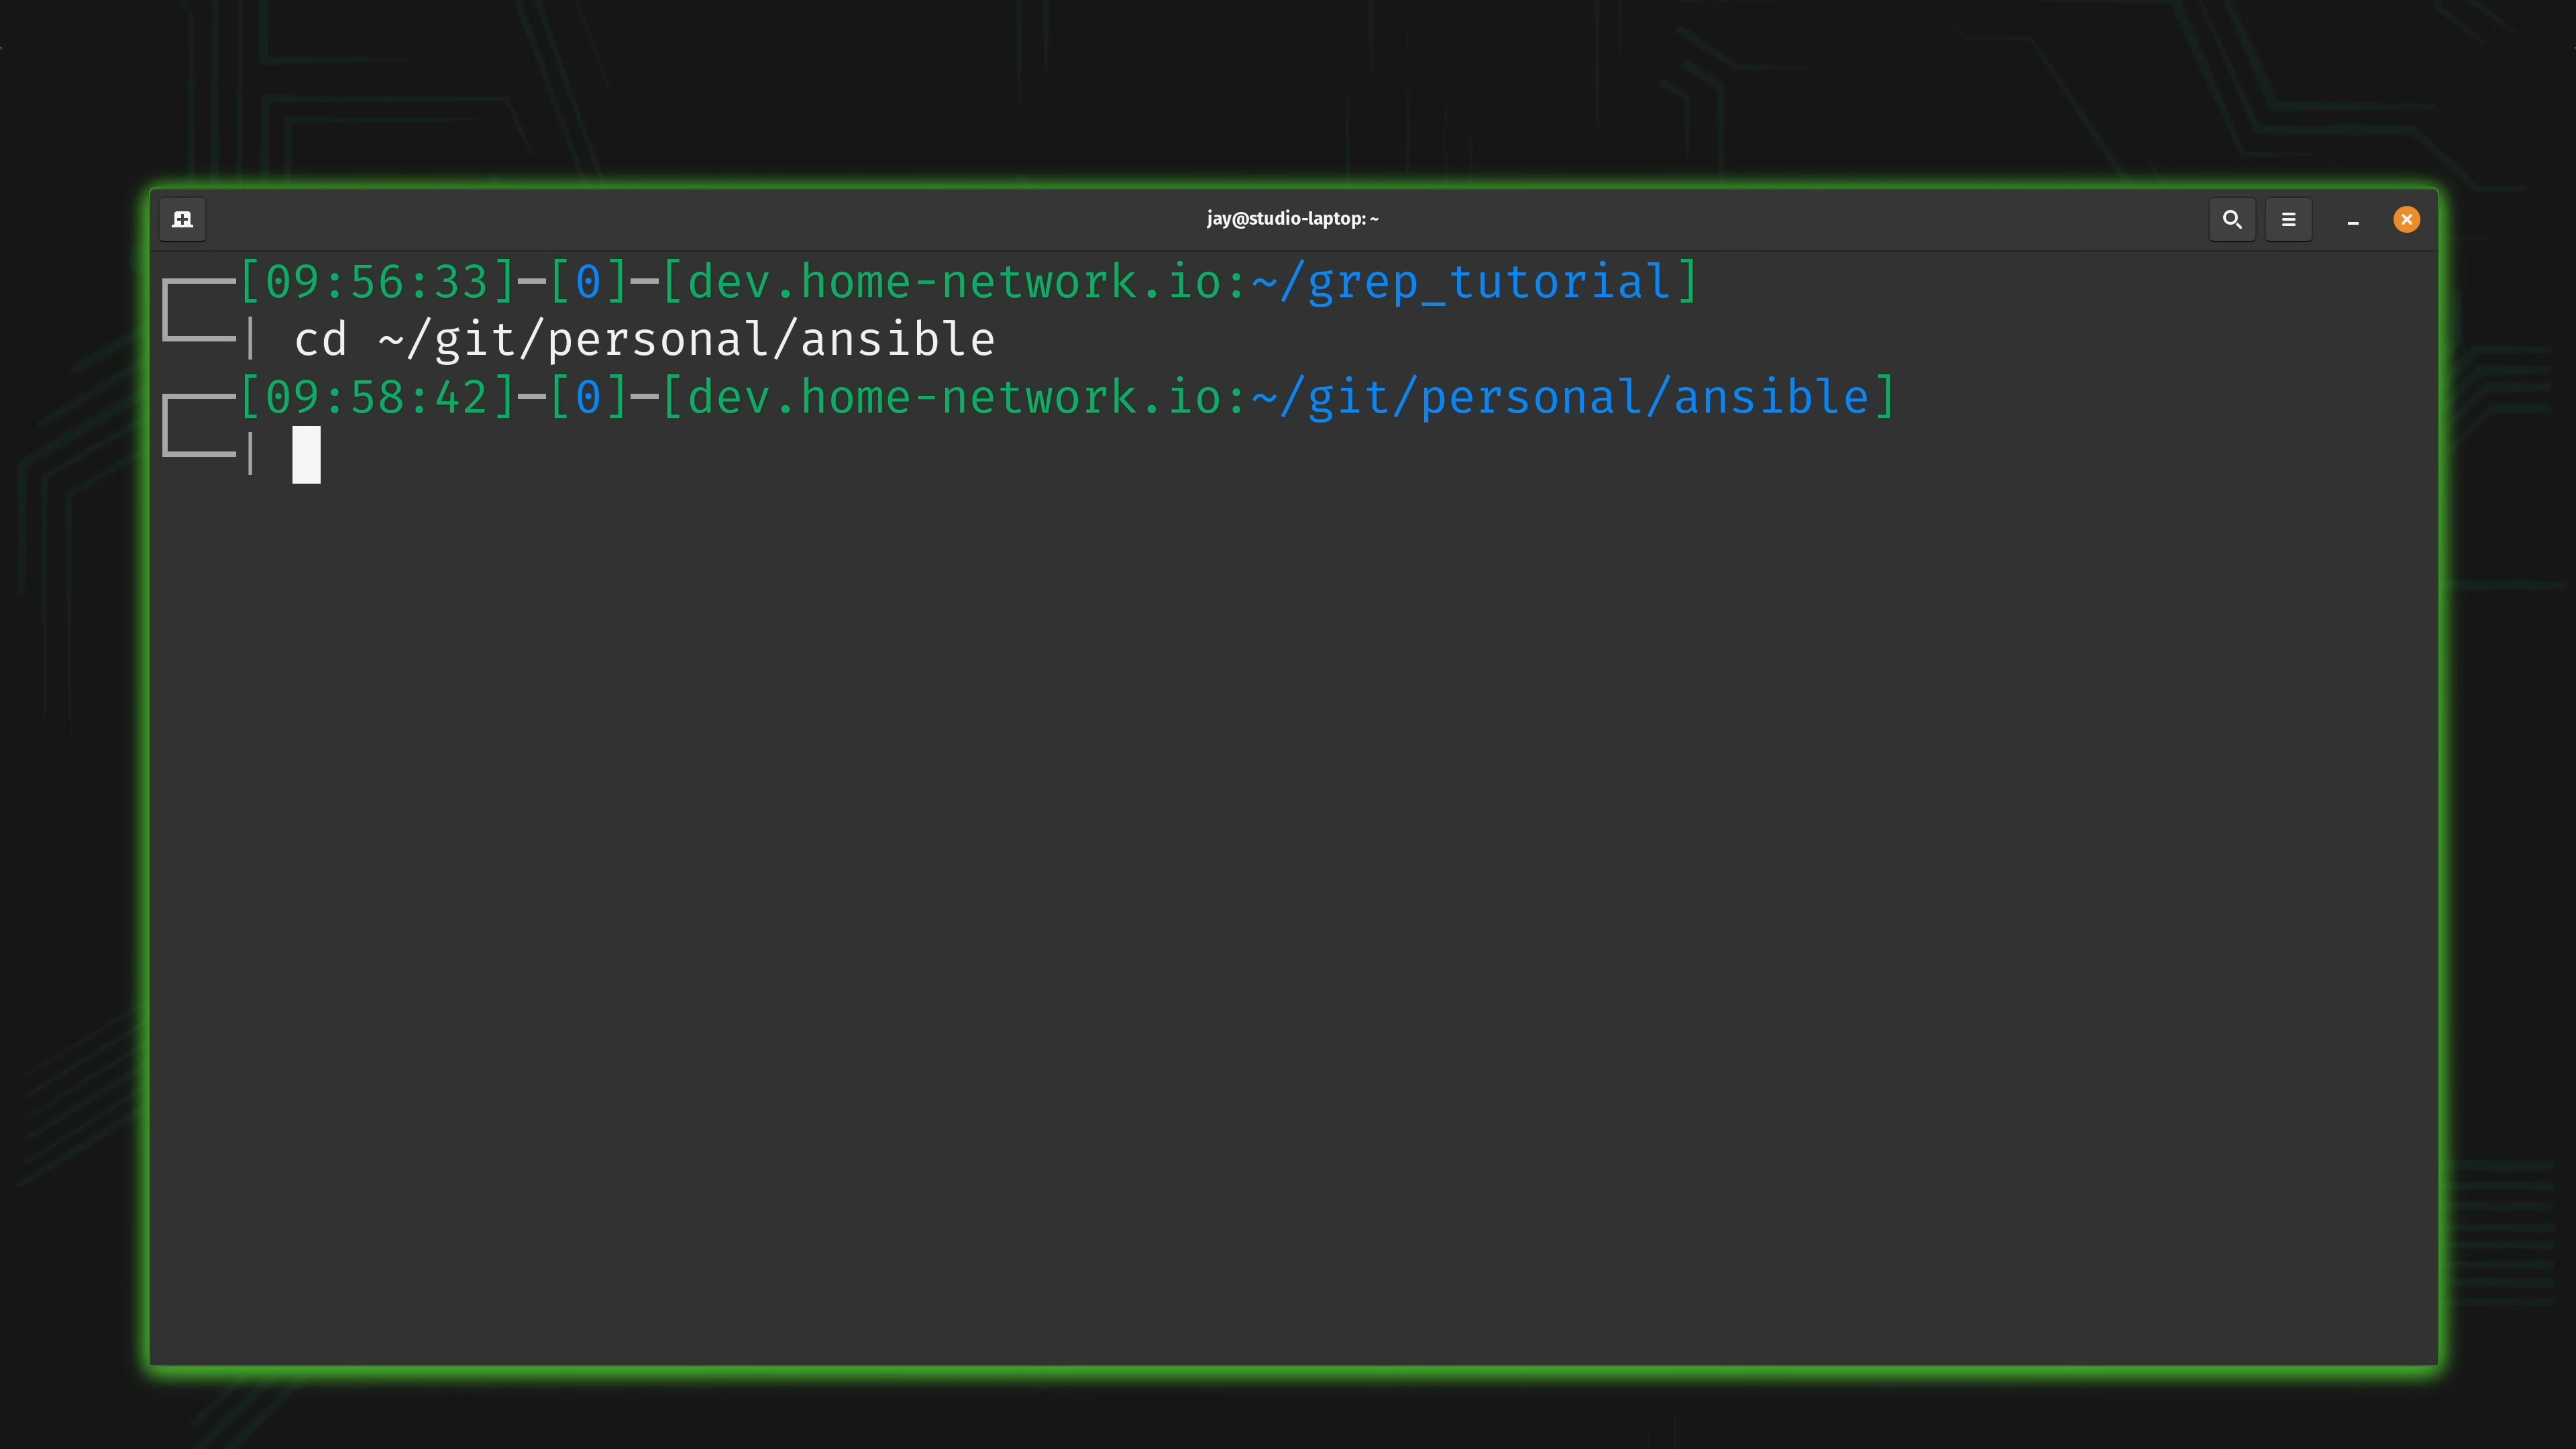 jay@studio-laptop: ~
┌──[09:56:33]─[0]─[dev.home-network.io:~/grep_tutorial]
└──| cd ~/git/personal/ansible
┌──[09:58:42]─[0]─[dev.home-network.io:~/git/personal/ansible]
└──|